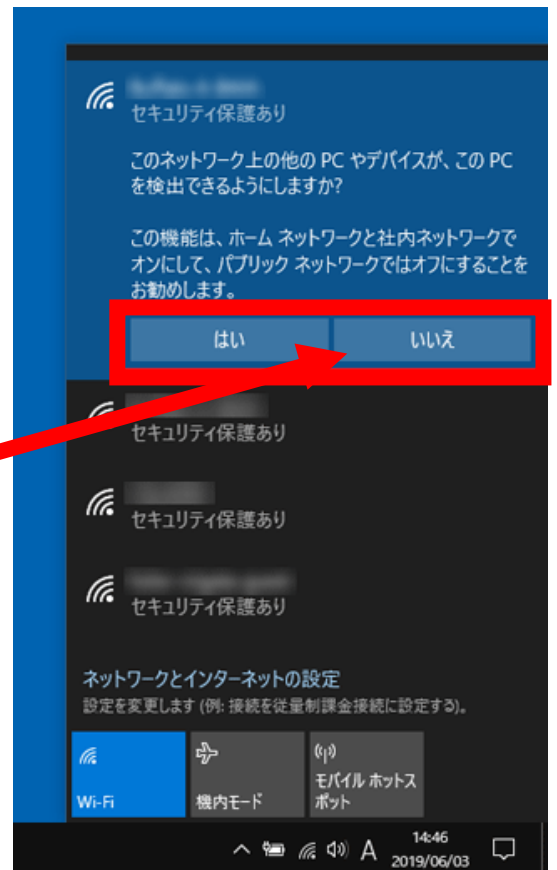 セキュリティ保護あり
このネットワーク上の他の PC やデバイスが、この PC
を検出できるようにしますか?
この機能は、ホーム ネットワークと社内ネットワークで
オンにして、パブリック ネットワークではオフにすることを
お勧めします。
はい
いいえ
セキュリティ保護あり
セキュリティ保護あり
セキュリティ保護あり
ネットワークとインターネットの設定
設定を変更します (例: 接続を従量制課金接続に設定する)。
Wi-Fi
機内モード
モバイル ホットス
ポット
A
14:46
2019/06/03